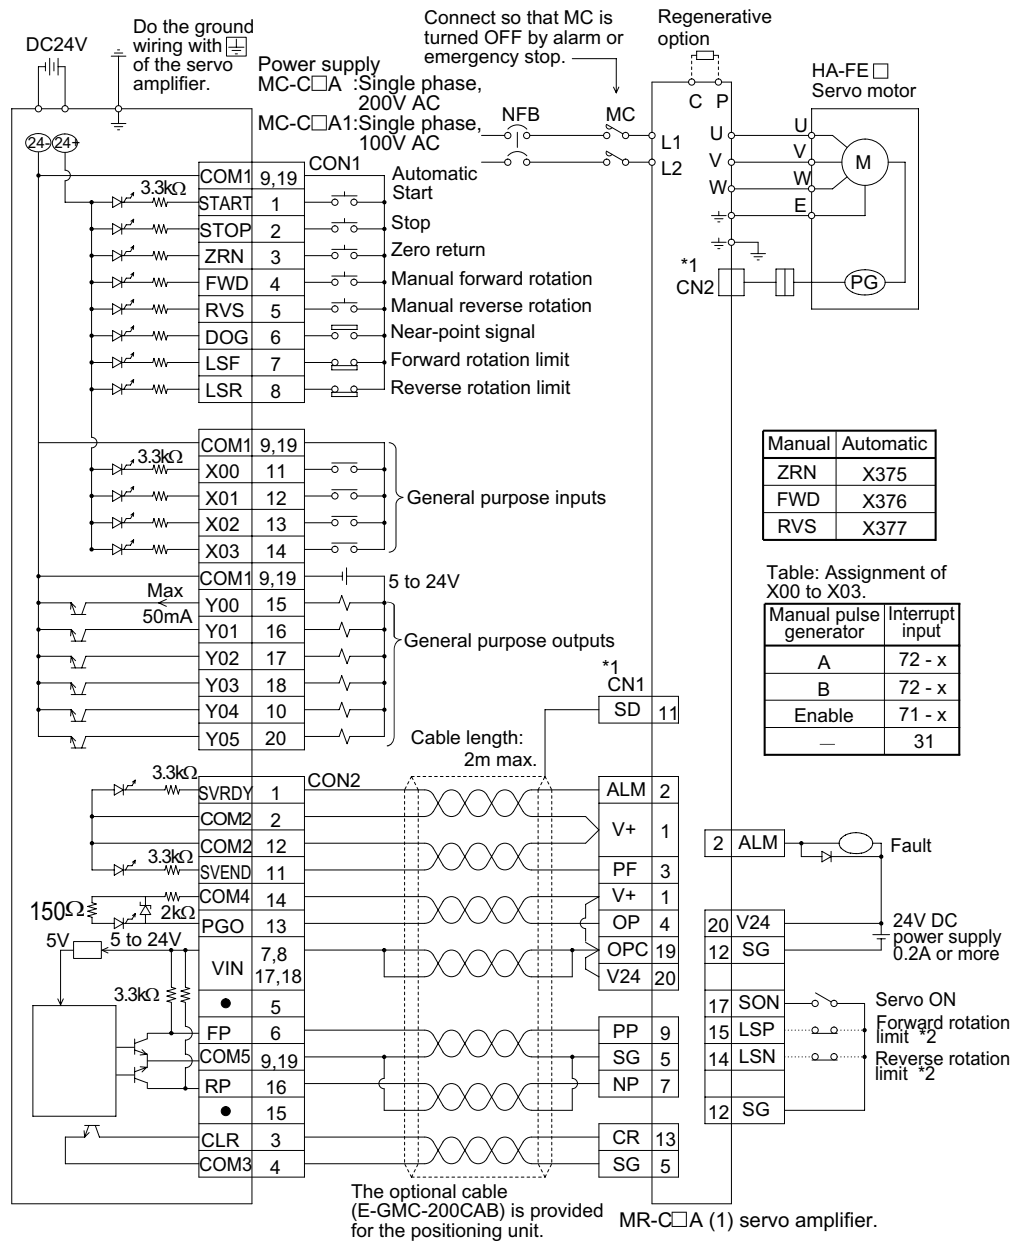 DC24V
Do the ground
wiring with
of the servo
amplifier.
Power supply
MC-C□A :Single phase,
200V AC
MC-C□A1:Single phase,
100V AC
Connect so that MC is
turned OFF by alarm or
emergency stop.
Regenerative
option
HA-FE□
Servo motor
NFB
MC
C P
L1
L2
U
V
W
U
V
W
E
M
PG
*1
CN2
24- 24+
CON1
COM1 9,19
Automatic
Start
3.3kΩ
START 1
STOP 2 Stop
ZRN 3 Zero return
FWD 4 Manual forward rotation
RVS 5 Manual reverse rotation
DOG 6 Near-point signal
LSF 7 Forward rotation limit
LSR 8 Reverse rotation limit
COM1 9,19
3.3kΩ
X00 11
X01 12 General purpose inputs
X02 13
X03 14
COM1 9,19 5 to 24V
Max
50mA
Y00 15
Y01 16 General purpose outputs
Y02 17
Y03 18
Y04 10
Y05 20
Manual Automatic
ZRN X375
FWD X376
RVS X377
Table: Assignment of
X00 to X03.
Manual pulse generator Interrupt input
A 72 - x
B 72 - x
Enable 71 - x
— 31
*1
CN1
SD 11
Cable length:
2m max.
CON2
3.3kΩ
SVRDY 1
COM2 2
COM2 12
3.3kΩ
SVEND 11
COM4 14
150Ω
2kΩ
PGO 13
5V
5 to 24V
VIN 7,8
17,18
3.3kΩ
● 5
FP 6
COM5 9,19
RP 16
● 15
CLR 3
COM3 4
ALM 2
V+ 1
PF 3
V+ 1
OP 4
OPC 19
V24 20
PP 9
SG 5
NP 7
CR 13
SG 5
2 ALM Fault
20 V24
12 SG
24V DC
power supply
0.2A or more
17 SON Servo ON
15 LSP Forward rotation
limit *2
14 LSN Reverse rotation
limit *2
12 SG
The optional cable
(E-GMC-200CAB) is provided
for the positioning unit.
MR-C□A (1) servo amplifier.